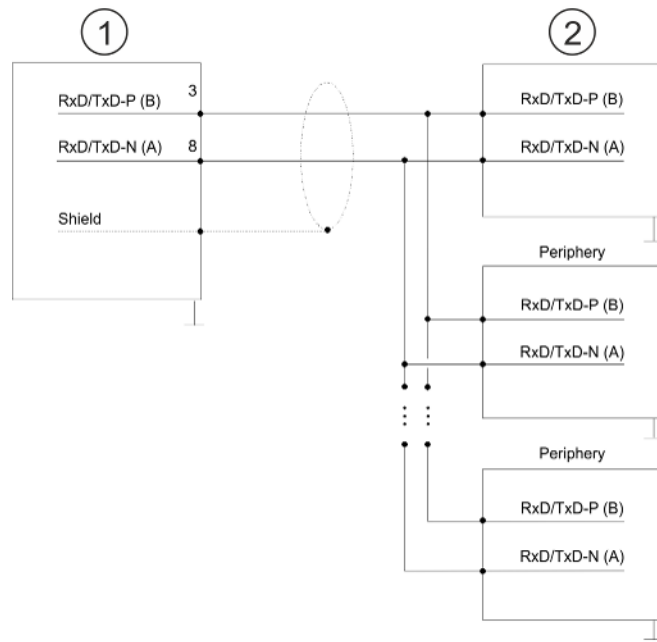 1
2
RxD/TxD-P (B)
3
RxD/TxD-N (A)
8
Shield
RxD/TxD-P (B)
RxD/TxD-N (A)
Periphery
RxD/TxD-P (B)
RxD/TxD-N (A)
Periphery
RxD/TxD-P (B)
RxD/TxD-N (A)